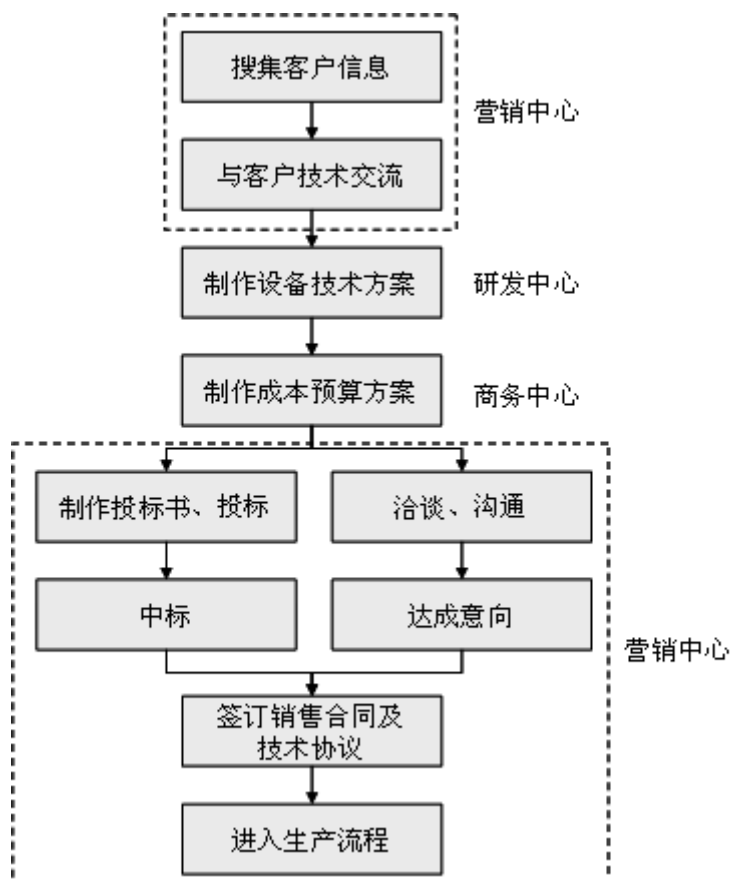 搜集客户信息
营销中心
与客户技术交流
制作设备技术方案
研发中心
制作成本预算方案
商务中心
制作投标书、投标
洽谈、沟通
中标
达成意向
营销中心
签订销售合同及
技术协议
进入生产流程